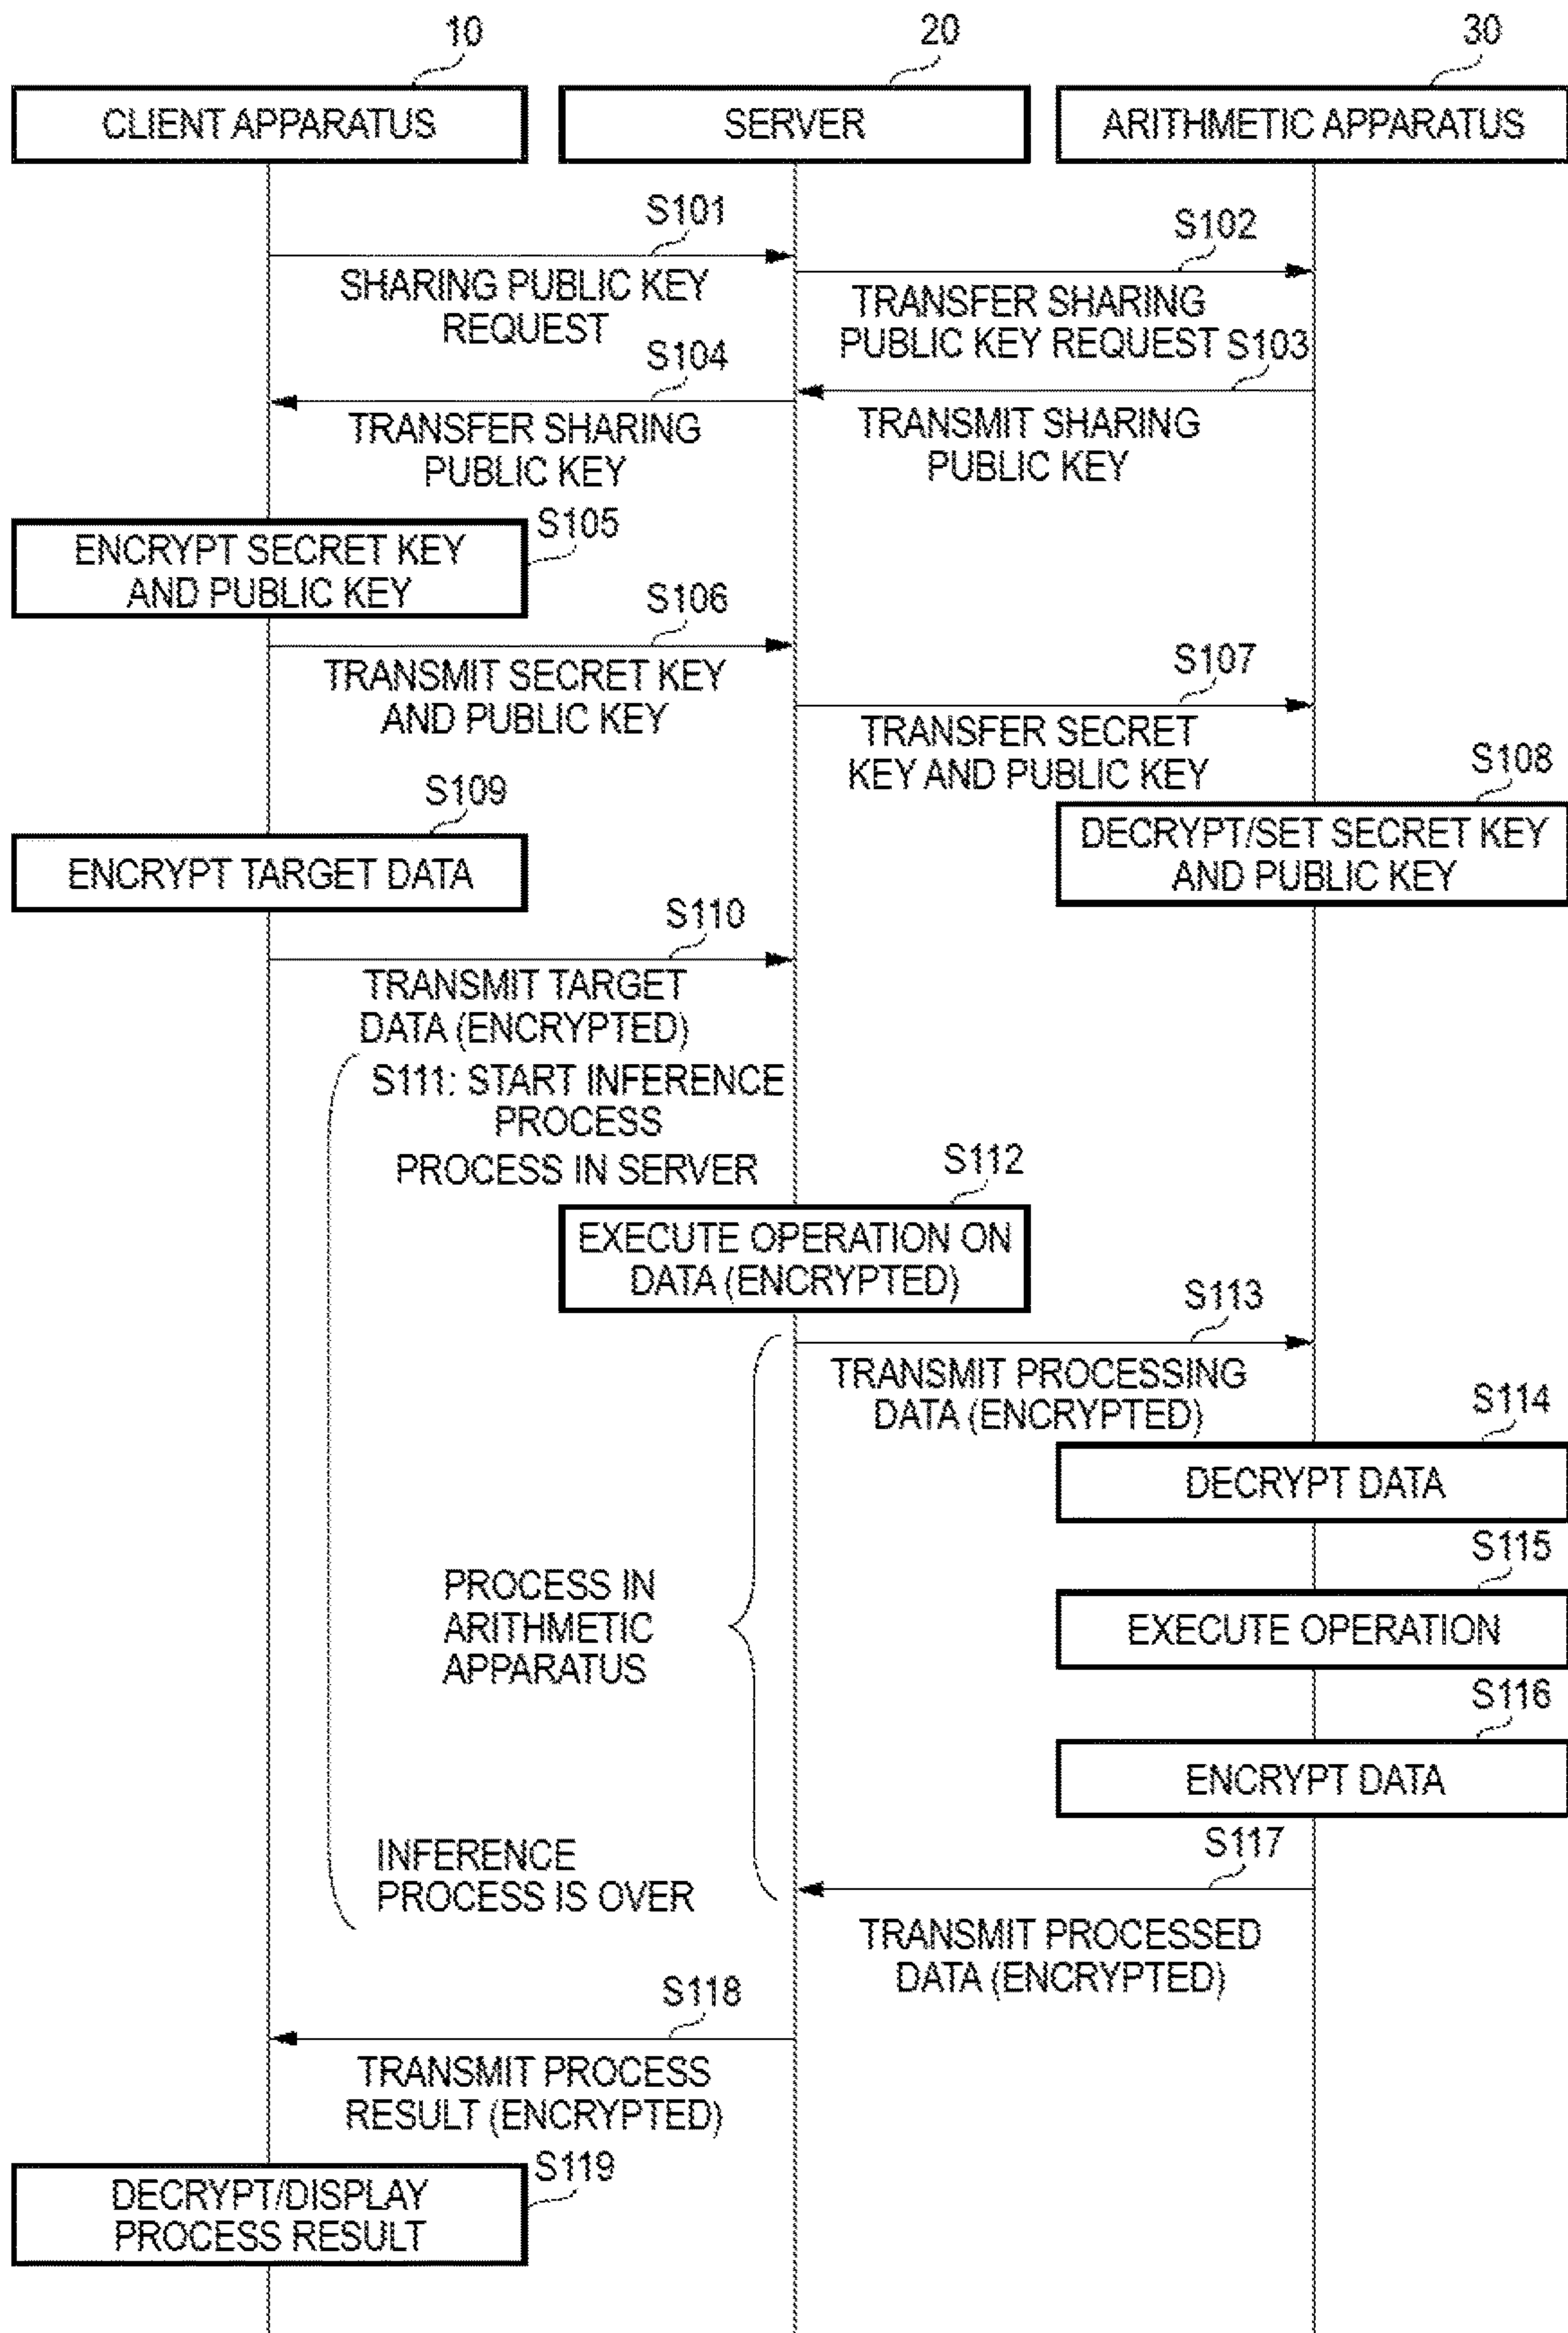 10
20
30
CLIENT APPARATUS
SERVER
ARITHMETIC APPARATUS
S101
SHARING PUBLIC KEY
REQUEST
S102
TRANSFER SHARING
PUBLIC KEY REQUEST
S103
S104
TRANSFER SHARING
PUBLIC KEY
TRANSMIT SHARING
PUBLIC KEY
S105
ENCRYPT SECRET KEY
AND PUBLIC KEY
S106
TRANSMIT SECRET KEY
AND PUBLIC KEY
S107
TRANSFER SECRET
KEY AND PUBLIC KEY
S108
DECRYPT/SET SECRET KEY
AND PUBLIC KEY
S109
ENCRYPT TARGET DATA
S110
TRANSMIT TARGET
DATA (ENCRYPTED)
S111: START INFERENCE
PROCESS
PROCESS IN SERVER
S112
EXECUTE OPERATION ON
DATA (ENCRYPTED)
S113
TRANSMIT PROCESSING
DATA (ENCRYPTED)
S114
DECRYPT DATA
S115
PROCESS IN
ARITHMETIC
APPARATUS
EXECUTE OPERATION
S116
ENCRYPT DATA
S117
INFERENCE
PROCESS IS OVER
TRANSMIT PROCESSED
DATA (ENCRYPTED)
S118
TRANSMIT PROCESS
RESULT (ENCRYPTED)
S119
DECRYPT/DISPLAY
PROCESS RESULT